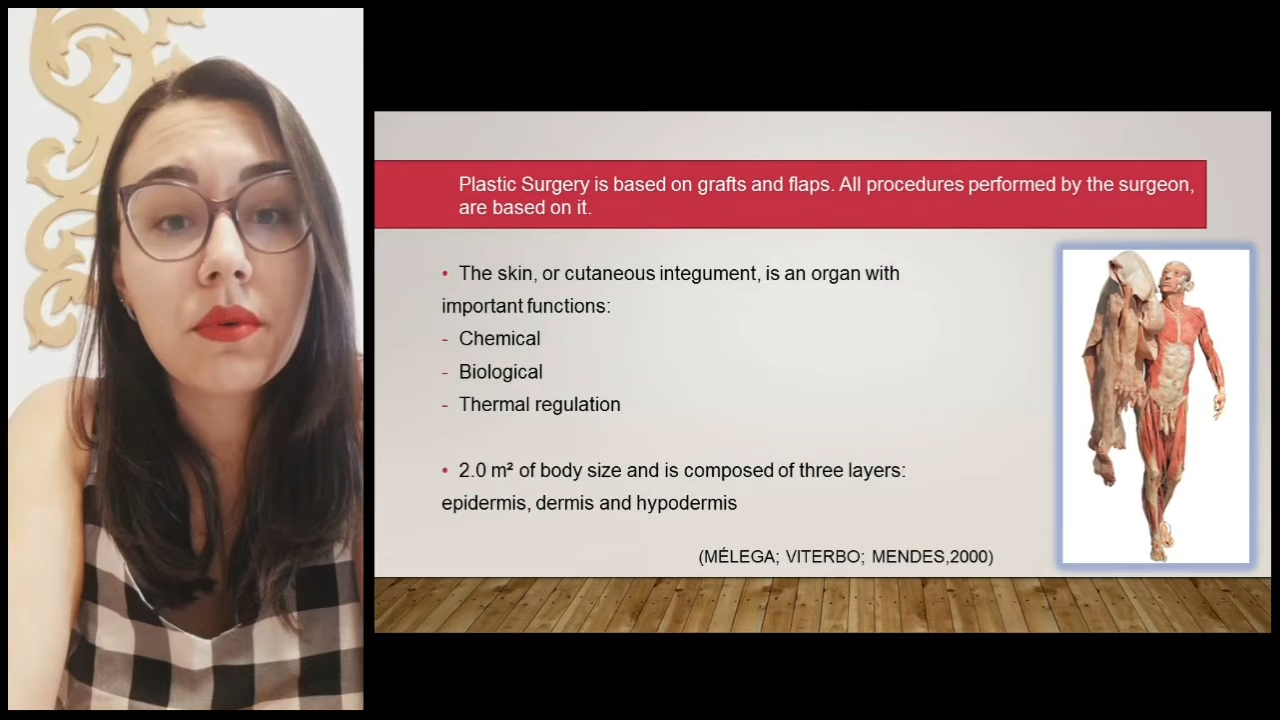 Plastic Surgery is based on grafts and flaps. All procedures performed by the surgeon,
are based on it.
• The skin, or cutaneous integument, is an organ with
important functions:
- Chemical
- Biological
- Thermal regulation
• 2.0 m² of body size and is composed of three layers:
epidermis, dermis and hypodermis
(MÉLEGA; VITERBO; MENDES,2000)